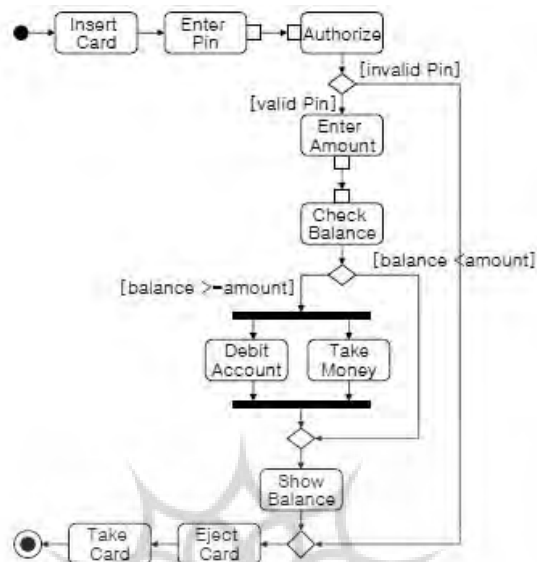 Insert
Card
Enter
Pin
Authorize
[invalid Pin]
[valid Pin]
Enter
Amount
Check
Balance
[balance <amount]
[balance >=amount]
Debit
Account
Take
Money
Show
Balance
Take
Card
Eject
Card